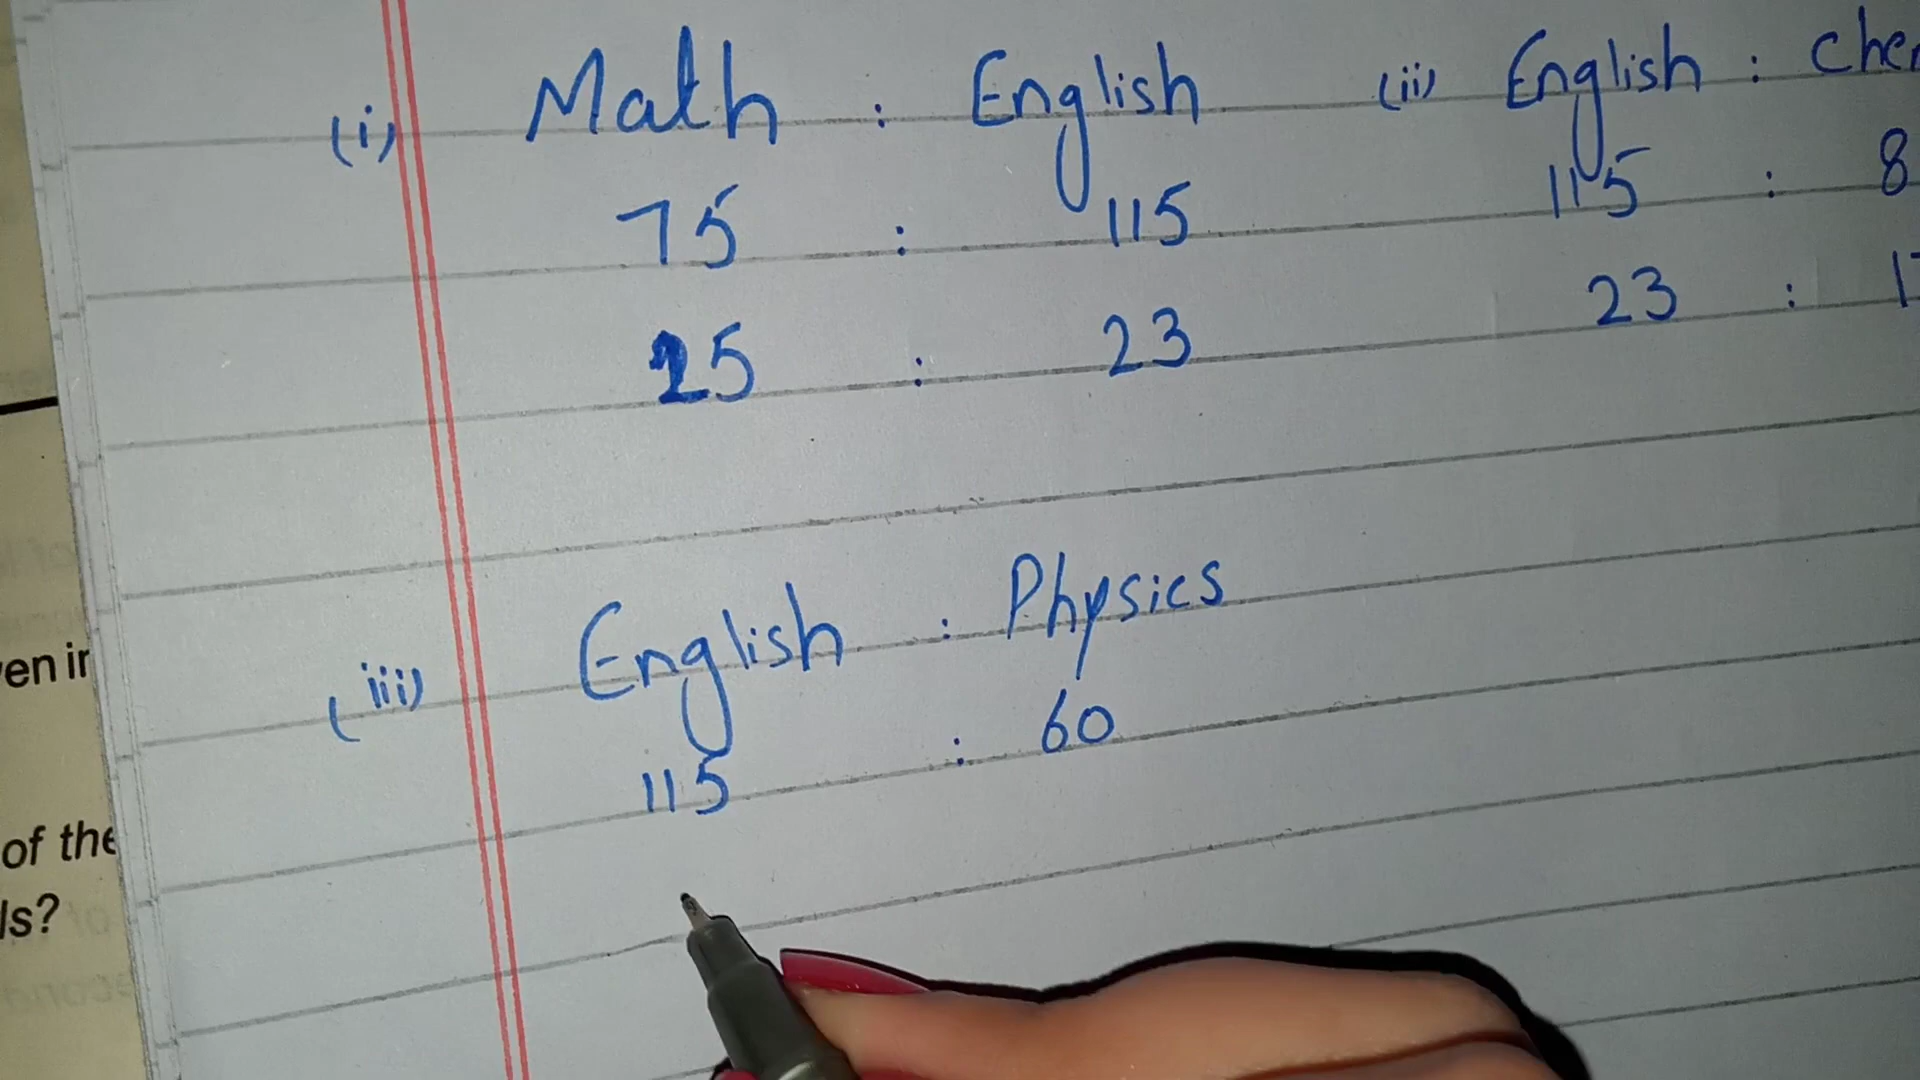 (i) Math : English
75 : 115
25 : 23
(ii) English : Che
115 : 8
23 : 1
(iii) English : Physics
115 : 60
en in
of the
ls?